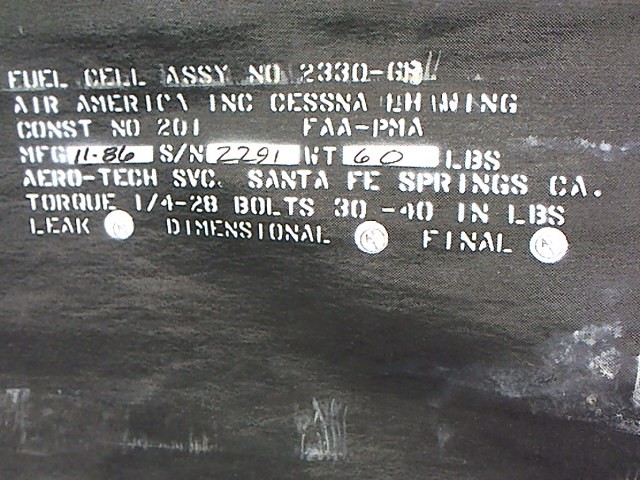 FUEL CELL ASSY NO 2330-
AIR AMERICA INC CESSNA WING
CONST NO 201 FAA-PMA
MFG 11-86 S/N 2291 WT 60 LBS
AERO-TECH SVC. SANTA FE SPRINGS CA.
TORQUE 1/4-28 BOLTS 30-40 IN LBS
LEAK DIMENSIONAL FINAL